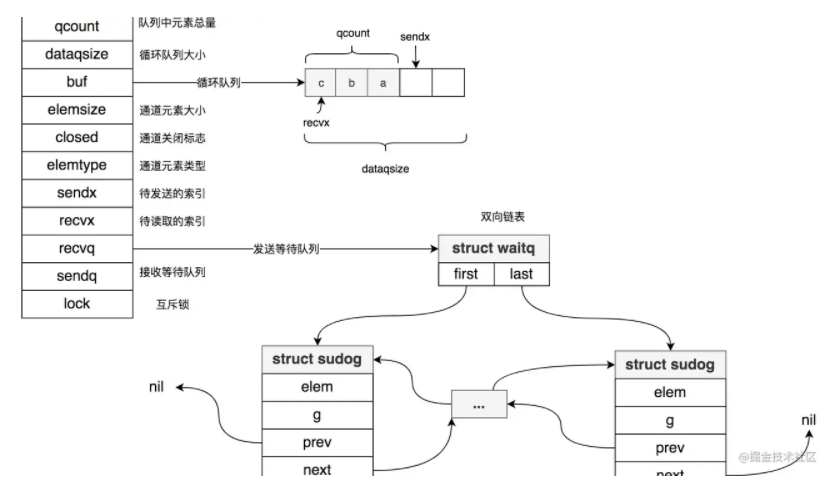 qcount 队列中元素总量
dataqsize 循环队列大小
buf 循环队列
elemsize 通道元素大小
closed 通道关闭标志
elemtype 通道元素类型
sendx 待发送的索引
recvx 待读取的索引
recvq 发送等待队列
sendq 接收等待队列
lock 互斥锁
qcount
sendx
c b a
recvx
dataqsize
双向链表
struct waitq
first last
struct sudog
elem
g
prev
next
nil
...
struct sudog
elem
g
prev
next
nil
@掘金技术社区